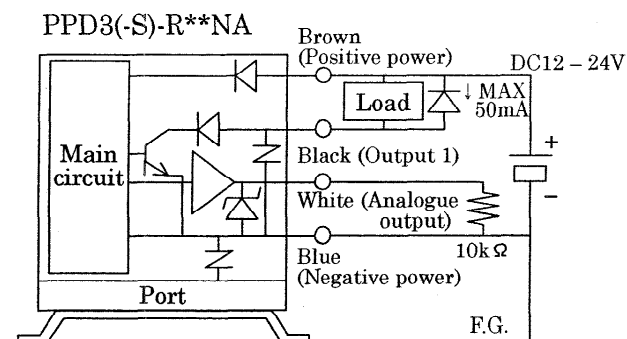 PPD3(-S)-R**NA
Brown
(Positive power)
DC12－24V
Load
↓ MAX
50mA
Main
circuit
Black (Output 1)
+
White (Analogue
output)
−
10kΩ
Blue
(Negative power)
Port
F.G.